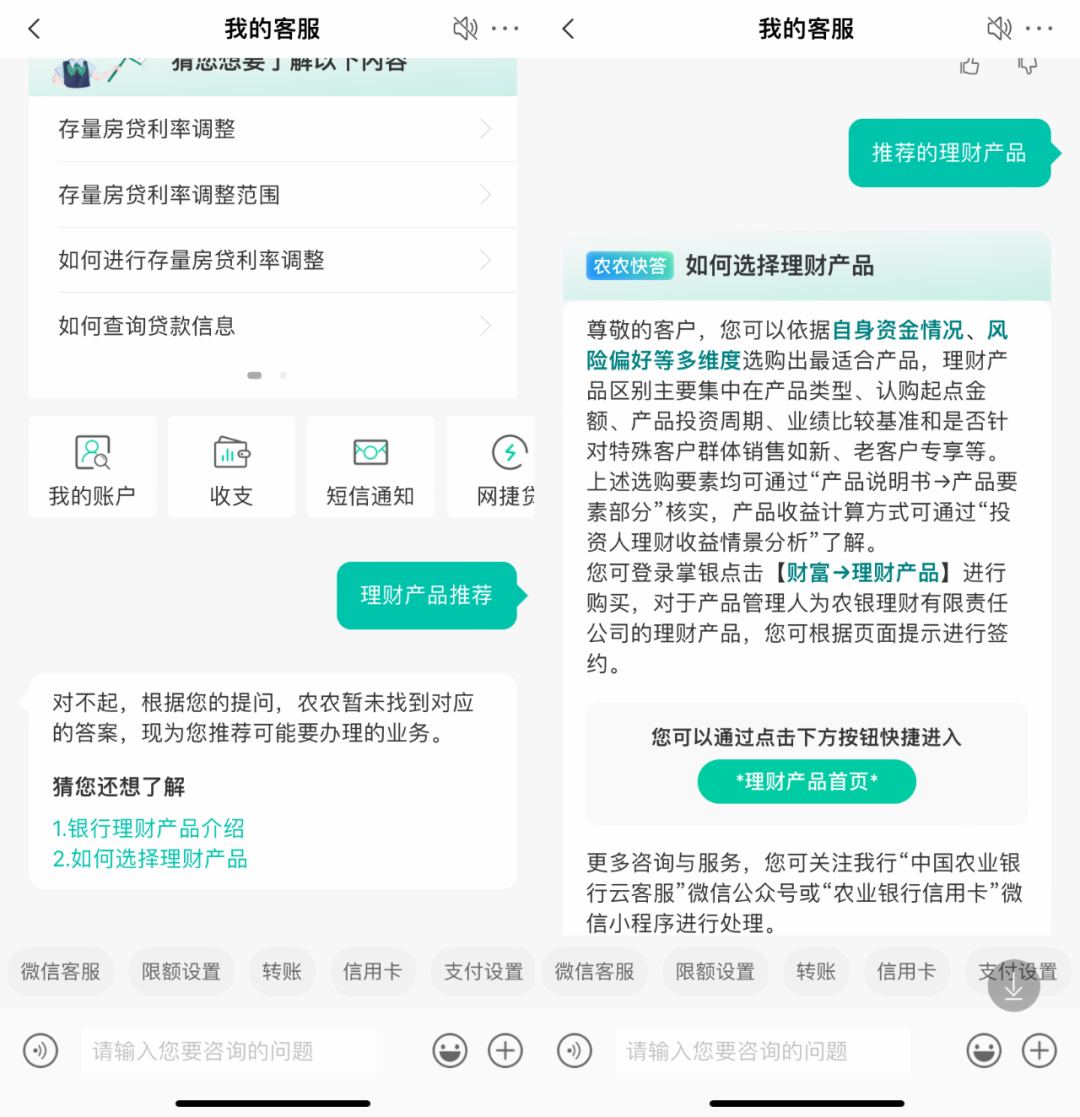 我的客服
猜您想要了解以下内容
存量房贷利率调整
存量房贷利率调整范围
如何进行存量房贷利率调整
如何查询贷款信息
我的账户
收支
短信通知
网捷贷
理财产品推荐
对不起，根据您的提问，农农暂未找到对应
的答案，现为您推荐可能要办理的业务。
猜您还想了解
1.银行理财产品介绍
2.如何选择理财产品
微信客服
限额设置
转账
信用卡
支付设置
请输入您要咨询的问题
我的客服
推荐的理财产品
农农快答 如何选择理财产品
尊敬的客户，您可以依据自身资金情况、风
险偏好等多维度选购出最适合产品，理财产
品区别主要集中在产品类型、认购起点金
额、产品投资周期、业绩比较基准和是否针
对特殊客户群体销售如新、老客户专享等。
上述选购要素均可通过“产品说明书→产品要
素部分”核实，产品收益计算方式可通过“投
资人理财收益情景分析”了解。
您可登录掌银点击【财富→理财产品】进行
购买，对于产品管理人为农银理财有限责任
公司的理财产品，您可根据页面提示进行签
约。
您可以通过点击下方按钮快捷进入
*理财产品首页*
更多咨询与服务，您可关注我行“中国农业银
行云客服”微信公众号或“农业银行信用卡”微
信小程序进行处理。
微信客服
限额设置
转账
信用卡
支付设置
请输入您要咨询的问题